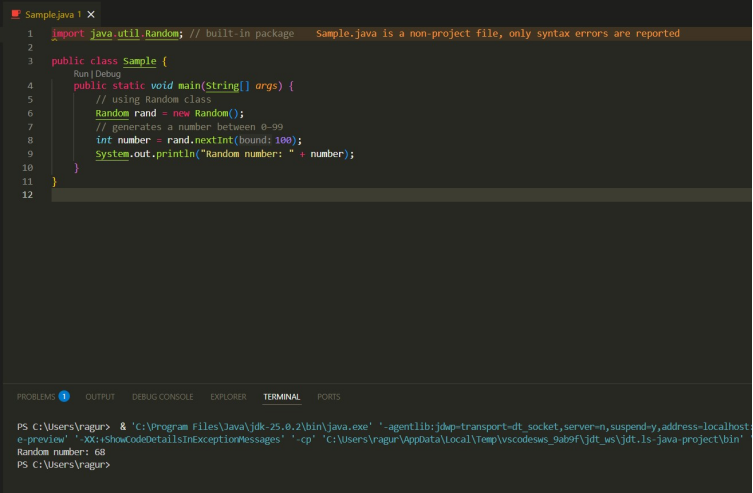 Sample.java 1 ×
1 import java.util.Random; // built-in package Sample.java is a non-project file, only syntax errors are reported
2
3 public class Sample {
Run | Debug
4 public static void main(String[] args) {
5 // using Random class
6 Random rand = new Random();
7 // generates a number between 0–99
8 int number = rand.nextInt(bound:100);
9 System.out.println("Random number: " + number);
10 }
11 }
12
PROBLEMS 1 OUTPUT DEBUG CONSOLE EXPLORER TERMINAL PORTS
PS C:\Users\ragur> & 'C:\Program Files\Java\jdk-25.0.2\bin\java.exe' '-agentlib:jdwp=transport=dt_socket,server=n,suspend=y,address=localhost:
e-preview' '-XX:+ShowCodeDetailsInExceptionMessages' '-cp' 'C:\Users\ragur\AppData\Local\Temp\vscodesws_9ab9f\jdt_ws\jdt.ls-java-project\bin' '
Random number: 68
PS C:\Users\ragur>